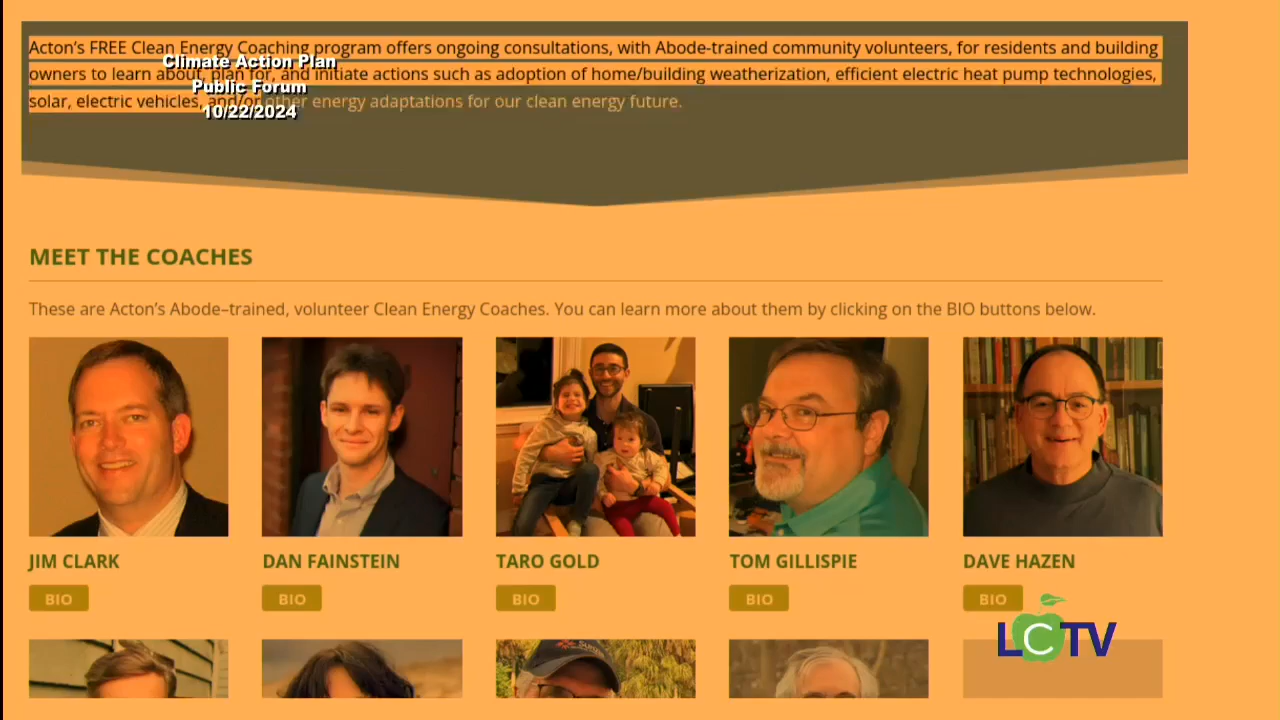 Acton’s FREE Clean Energy Coaching program offers ongoing consultations, with Abode-trained community volunteers, for residents and building
owners to learn about, plan for, and initiate actions such as adoption of home/building weatherization, efficient electric heat pump technologies,
solar, electric vehicles, and/or other energy adaptations for our clean energy future.
Climate Action Plan
Public Forum
10/22/2024
MEET THE COACHES
These are Acton’s Abode–trained, volunteer Clean Energy Coaches. You can learn more about them by clicking on the BIO buttons below.
JIM CLARK DAN FAINSTEIN TARO GOLD TOM GILLISPIE DAVE HAZEN
BIO BIO BIO BIO BIO
LCTV